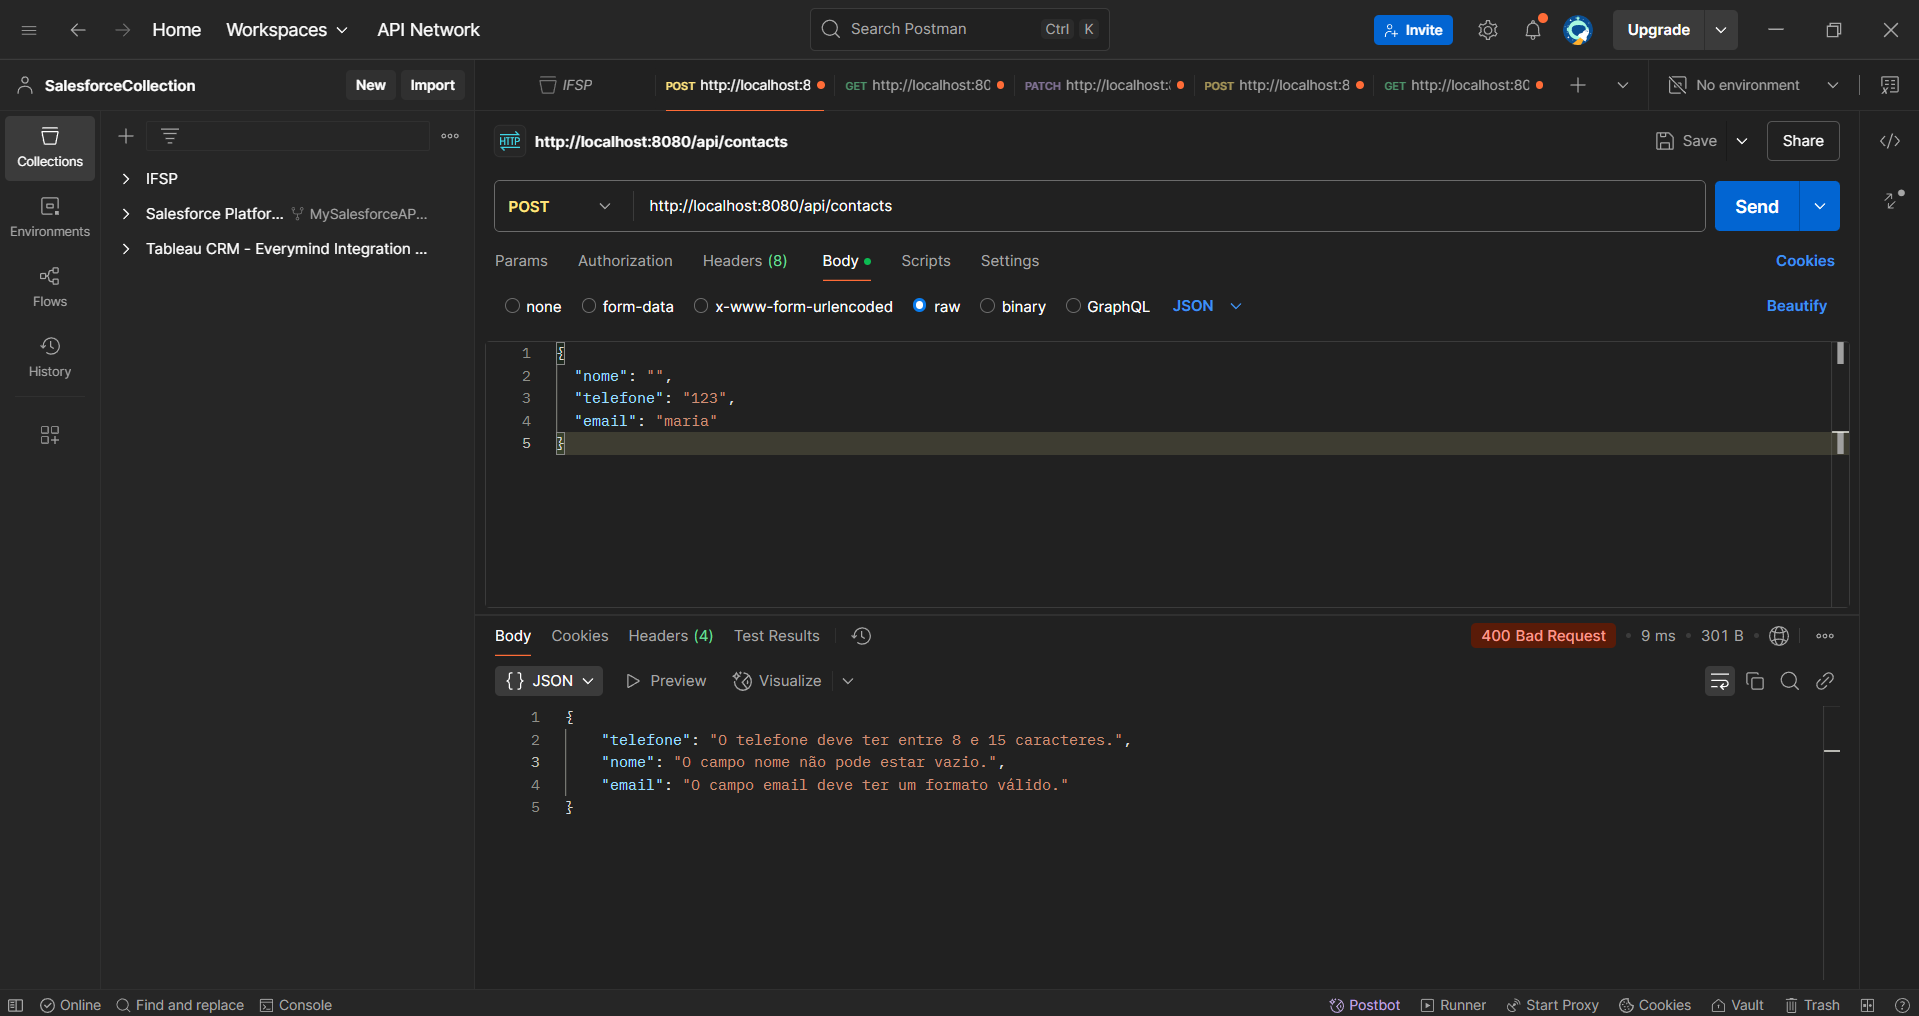 Home Workspaces API Network Search Postman Ctrl K Invite Upgrade
SalesforceCollection New Import
IFSP POST http://localhost:8 GET http://localhost:80 PATCH http://localhost: POST http://localhost:8 GET http://localhost:80 No environment
Collections
Environments
Flows
History
IFSP
Salesforce Platfor... MySalesforceAP...
Tableau CRM - Everymind Integration ...
HTTP http://localhost:8080/api/contacts Save Share
POST http://localhost:8080/api/contacts Send
Params Authorization Headers (8) Body Scripts Settings Cookies
none form-data x-www-form-urlencoded raw binary GraphQL JSON Beautify
1 {
2 "nome": "",
3 "telefone": "123",
4 "email": "maria"
5 }
Body Cookies Headers (4) Test Results 400 Bad Request 9 ms 301 B
{} JSON Preview Visualize
1 {
2 "telefone": "O telefone deve ter entre 8 e 15 caracteres.",
3 "nome": "O campo nome não pode estar vazio.",
4 "email": "O campo email deve ter um formato válido."
5 }
Online Find and replace Console Postbot Runner Start Proxy Cookies Vault Trash